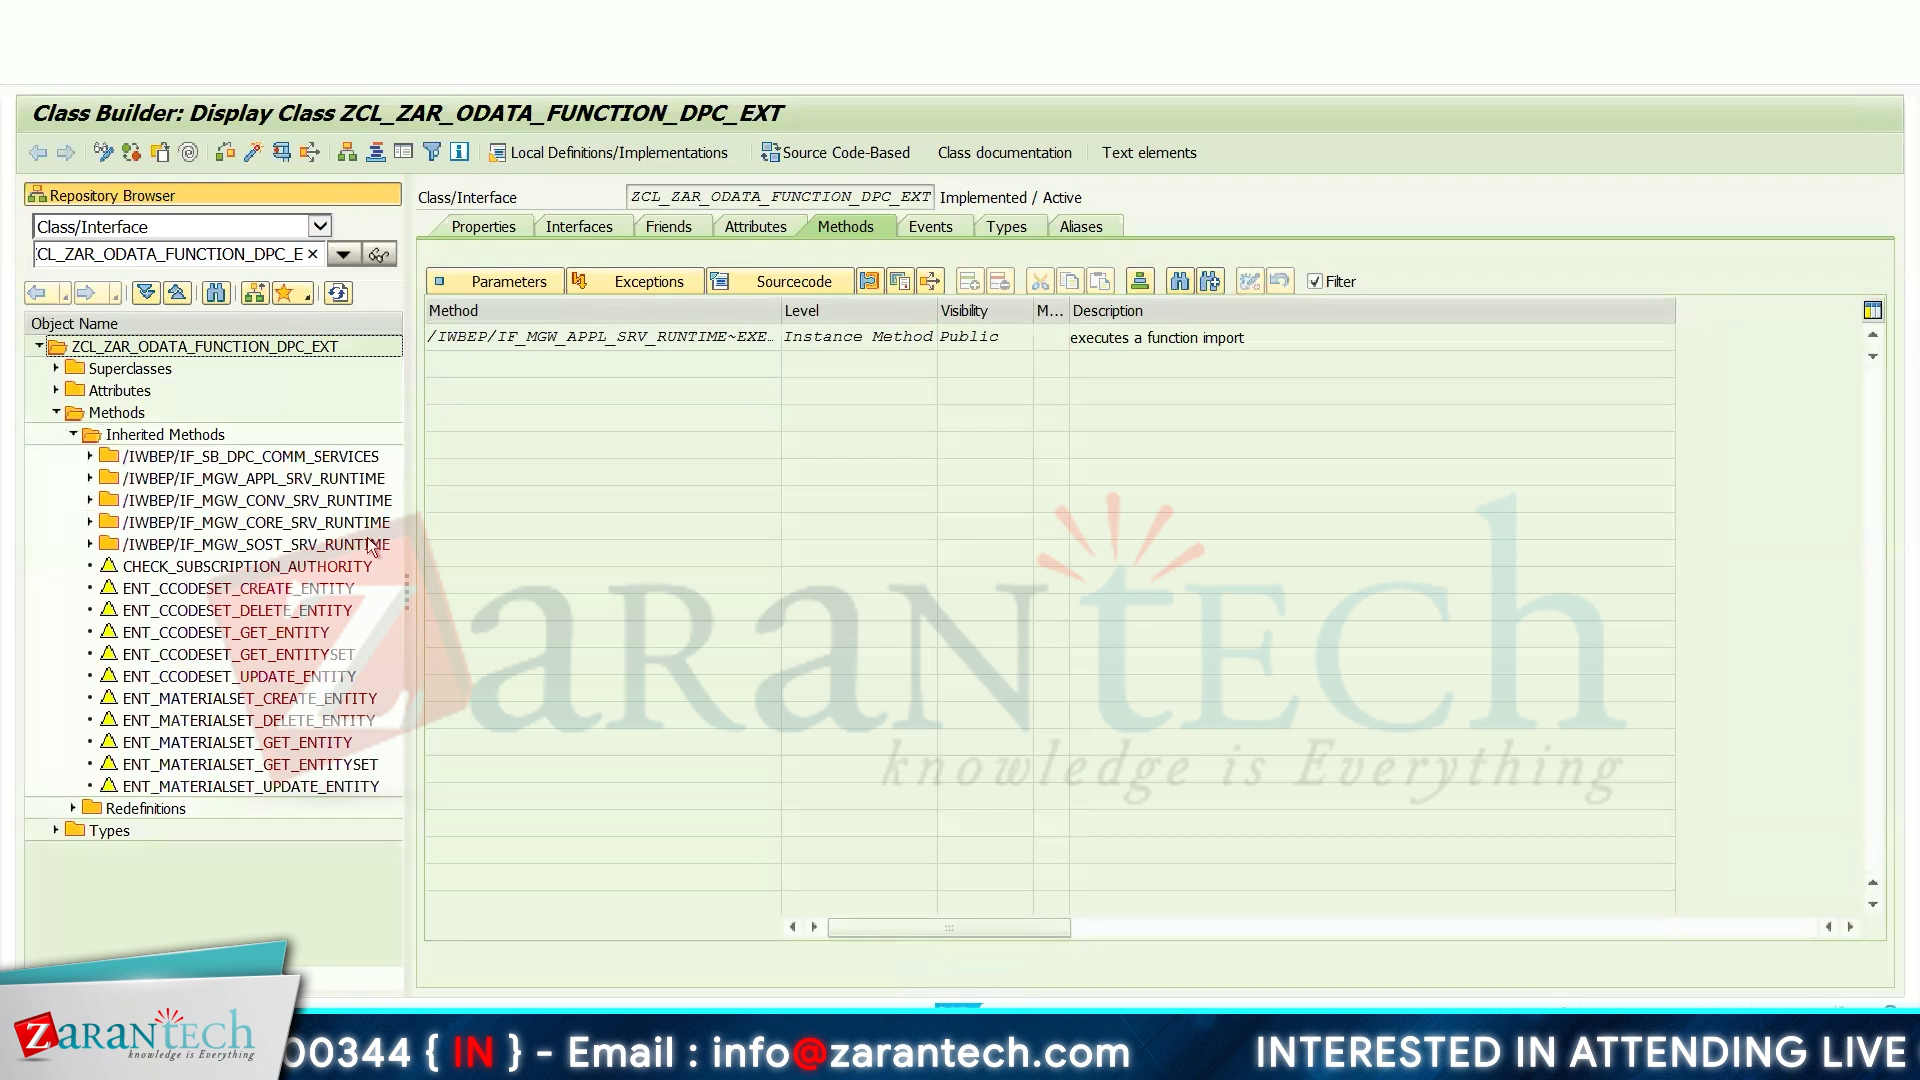 Class Builder: Display Class ZCL_ZAR_ODATA_FUNCTION_DPC_EXT
Local Definitions/Implementations
Source Code-Based
Class documentation
Text elements
Repository Browser
Class/Interface
CL_ZAR_ODATA_FUNCTION_DPC_E
Object Name
ZCL_ZAR_ODATA_FUNCTION_DPC_EXT
Superclasses
Attributes
Methods
Inherited Methods
/IWBEP/IF_SB_DPC_COMM_SERVICES
/IWBEP/IF_MGW_APPL_SRV_RUNTIME
/IWBEP/IF_MGW_CONV_SRV_RUNTIME
/IWBEP/IF_MGW_CORE_SRV_RUNTIME
/IWBEP/IF_MGW_SOST_SRV_RUNTIME
CHECK_SUBSCRIPTION_AUTHORITY
ENT_CCODESET_CREATE_ENTITY
ENT_CCODESET_DELETE_ENTITY
ENT_CCODESET_GET_ENTITY
ENT_CCODESET_GET_ENTITYSET
ENT_CCODESET_UPDATE_ENTITY
ENT_MATERIALSET_CREATE_ENTITY
ENT_MATERIALSET_DELETE_ENTITY
ENT_MATERIALSET_GET_ENTITY
ENT_MATERIALSET_GET_ENTITYSET
ENT_MATERIALSET_UPDATE_ENTITY
Redefinitions
Types
Class/Interface ZCL_ZAR_ODATA_FUNCTION_DPC_EXT Implemented / Active
Properties Interfaces Friends Attributes Methods Events Types Aliases
Parameters Exceptions Sourcecode Filter
Method Level Visibility M... Description
/IWBEP/IF_MGW_APPL_SRV_RUNTIME~EXE... Instance Method Public executes a function import
ZARANTECH
knowledge is Everything
ZARANTECH
knowledge is Everything
00344 { IN } - Email : info@zarantech.com
INTERESTED IN ATTENDING LIVE